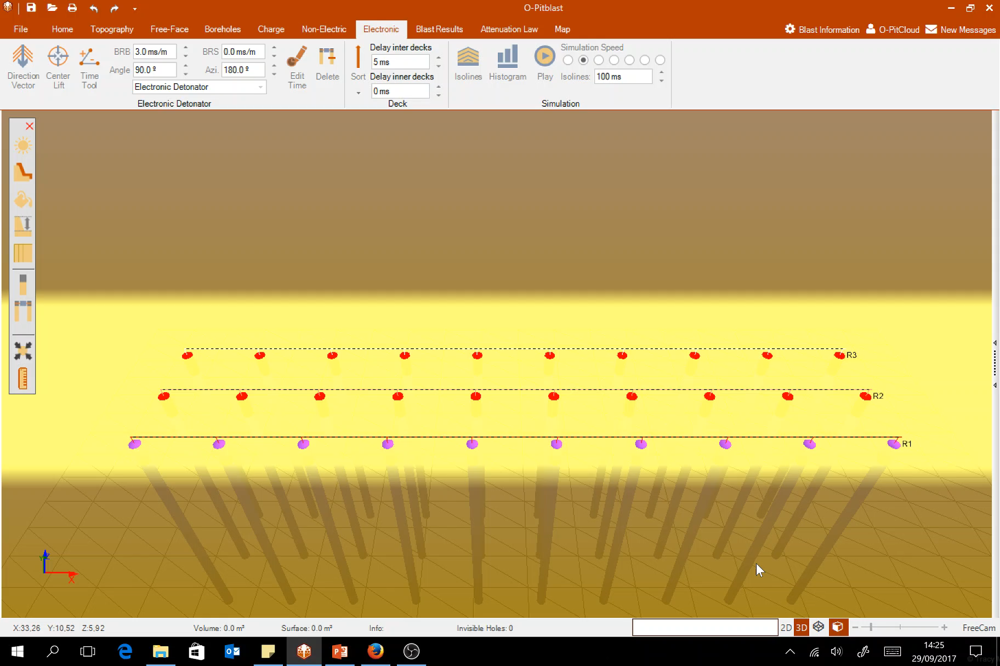 O-Pitblast
File Home Topography Free-Face Boreholes Charge Non-Electric Electronic Blast Results Attenuation Law Map Blast Information O-PitCloud New Messages
BRB 3.0 ms/m BRS 0.0 ms/m Delay inter decks Simulation Speed
5 ms
Angle 90.0 º Azi. 180.0 º
Direction Vector Center Lift Time Tool Edit Time Delete Sort Delay inner decks Isolines Histogram Play Isolines: 100 ms
Electronic Detonator 0 ms
Electronic Detonator Deck Simulation
R3
R2
R1
Z
Y
X
X:33,26 Y:10,52 Z:5,92 Volume: 0.0 m³ Surface: 0.0 m² Info: Invisible Holes: 0 2D 3D FreeCam
14:25
29/09/2017